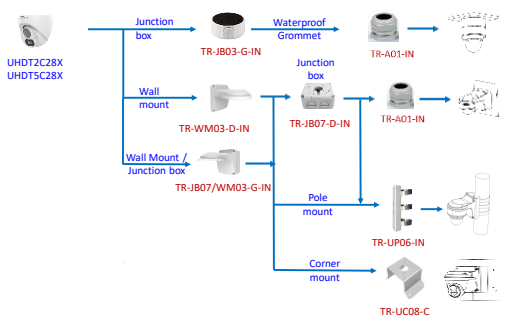 Junction
box
Waterproof
Grommet
UHDT2C28X
UHDT5C28X
TR-JB03-G-IN
TR-A01-IN
Junction
box
Wall
mount
TR-WM03-D-IN
TR-JB07-D-IN
TR-A01-IN
Wall Mount /
Junction box
TR-JB07/WM03-G-IN
Pole
mount
TR-UP06-IN
Corner
mount
TR-UC08-C